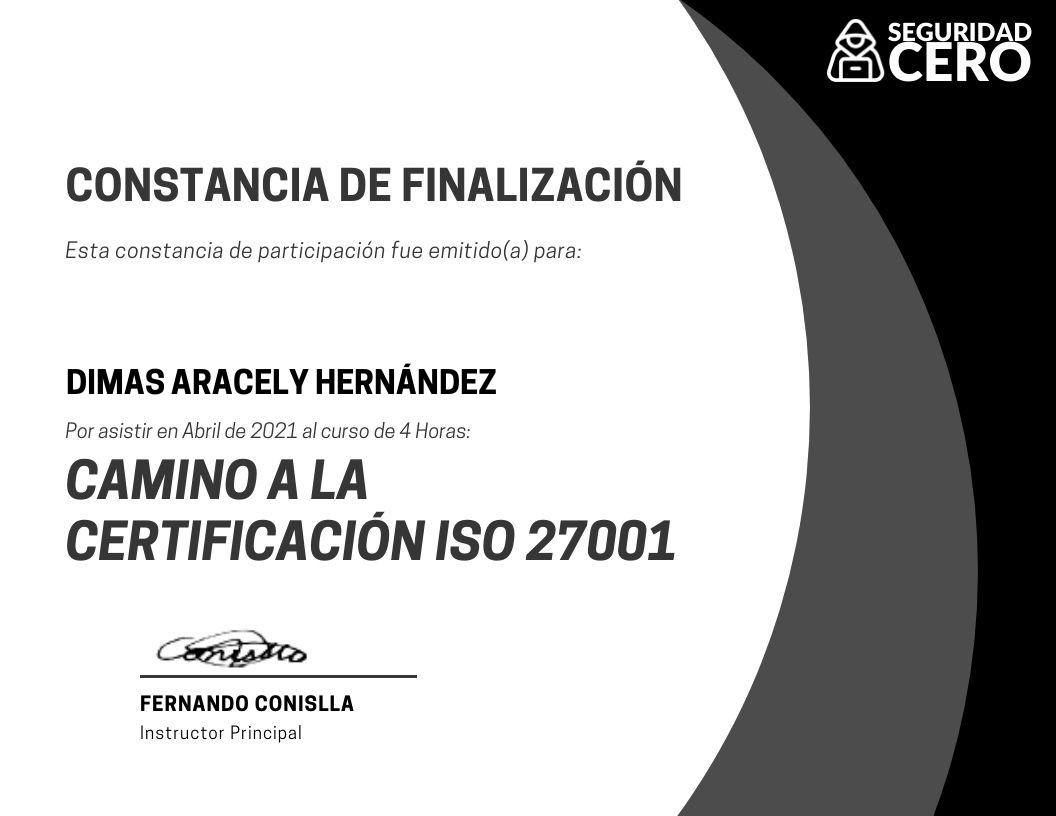 SEGURIDAD
CERO
CONSTANCIA DE FINALIZACIÓN
Esta constancia de participación fue emitido(a) para:
DIMAS ARACELY HERNÁNDEZ
Por asistir en Abril de 2021 al curso de 4 Horas:
CAMINO A LA
CERTIFICACIÓN ISO 27001
Conislla
FERNANDO CONISLLA
Instructor Principal